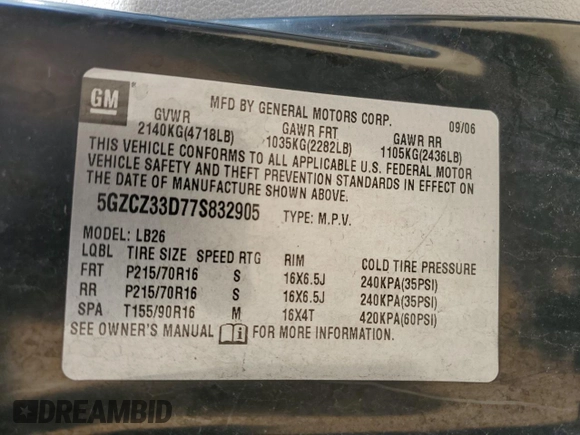 GM
MFD BY GENERAL MOTORS CORP. 09/06
GVWR GAWR FRT GAWR RR
2140KG(4718LB) 1035KG(2282LB) 1105KG(2436LB)
THIS VEHICLE CONFORMS TO ALL APPLICABLE U.S. FEDERAL MOTOR
VEHICLE SAFETY AND THEFT PREVENTION STANDARDS IN EFFECT ON
THE DATE OF MANUFACTURE SHOWN ABOVE.
5GZCZ33D77S832905 TYPE: M.P.V.
MODEL: LB26
LQBL TIRE SIZE SPEED RTG RIM COLD TIRE PRESSURE
FRT P215/70R16 S 16X6.5J 240KPA(35PSI)
RR P215/70R16 S 16X6.5J 240KPA(35PSI)
SPA T155/90R16 M 16X4T 420KPA(60PSI)
SEE OWNER'S MANUAL FOR MORE INFORMATION.
DREAMBID